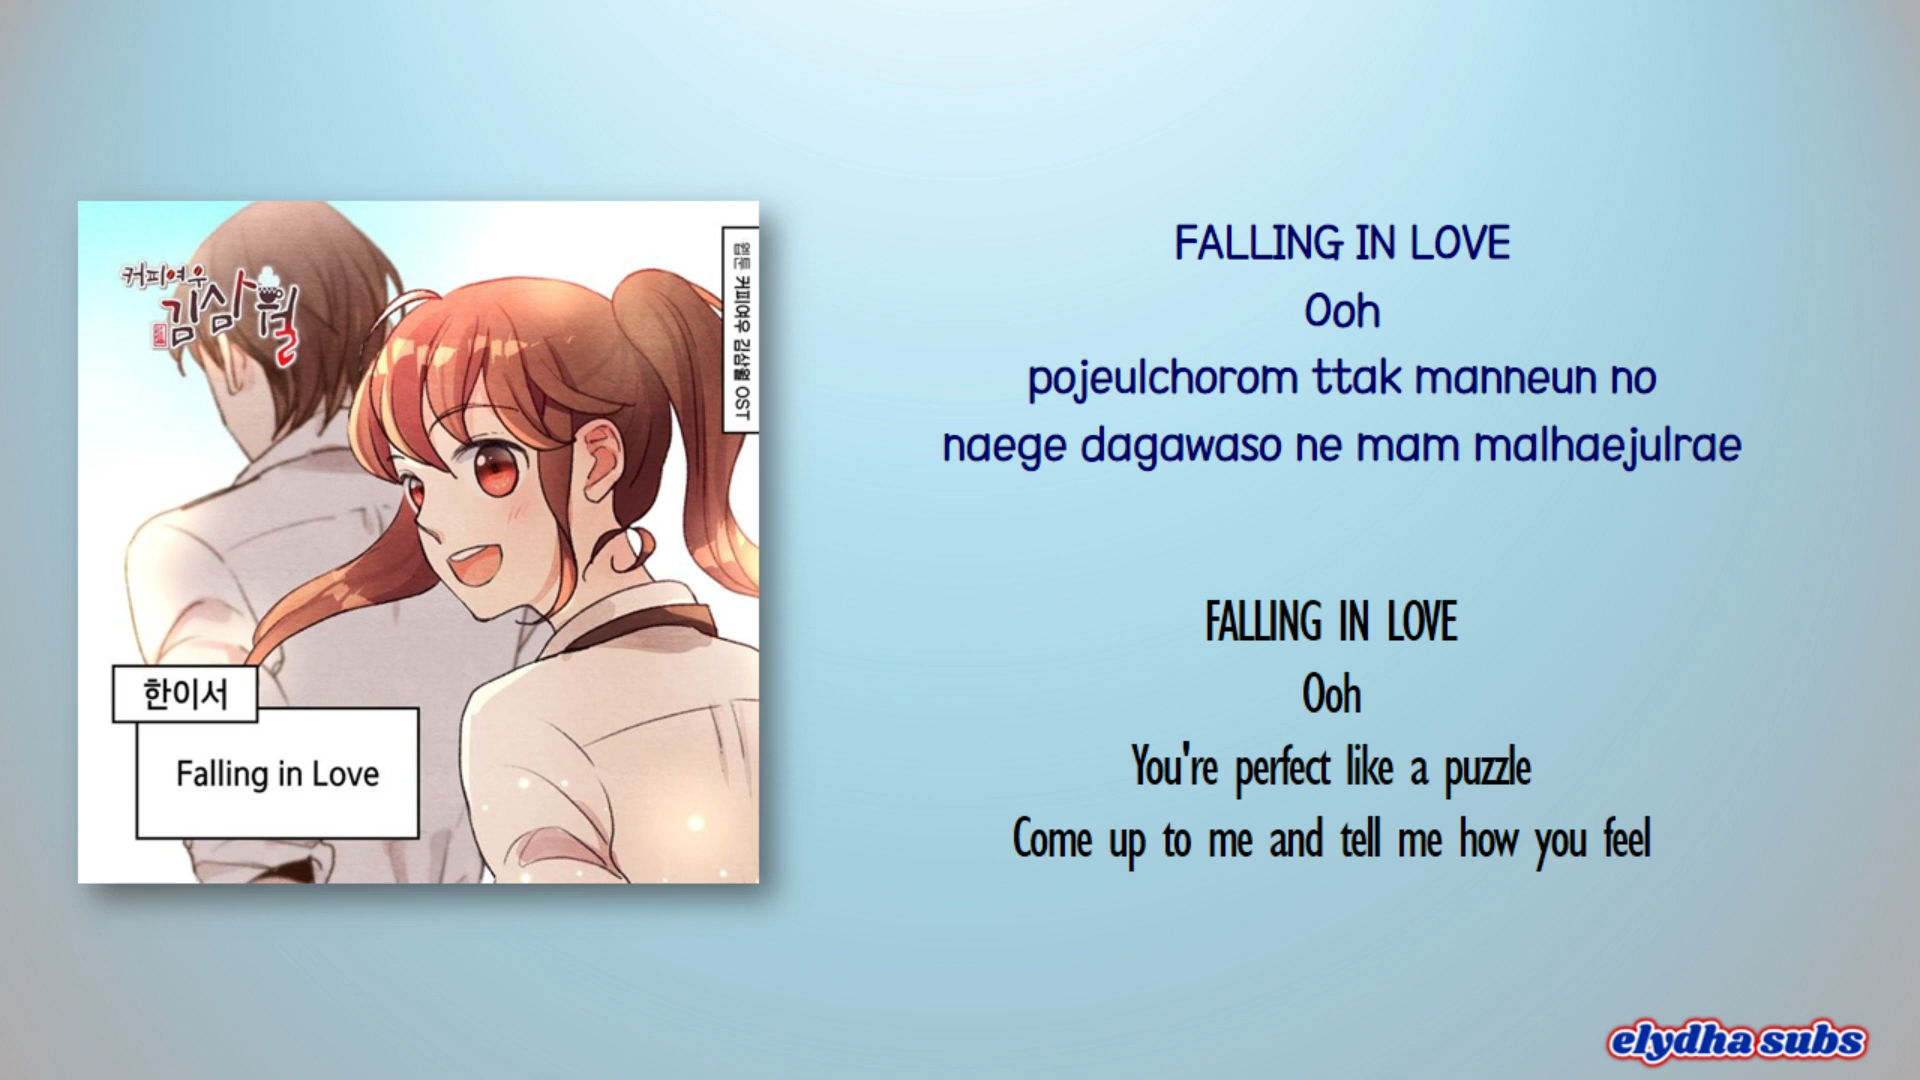 커피여우
김삼월
웹툰 커피여우 김삼월 OST
한이서
Falling in Love
FALLING IN LOVE
Ooh
pojeulchorom ttak manneun no
naege dagawaso ne mam malhaejulrae
FALLING IN LOVE
Ooh
You're perfect like a puzzle
Come up to me and tell me how you feel
elydha subs